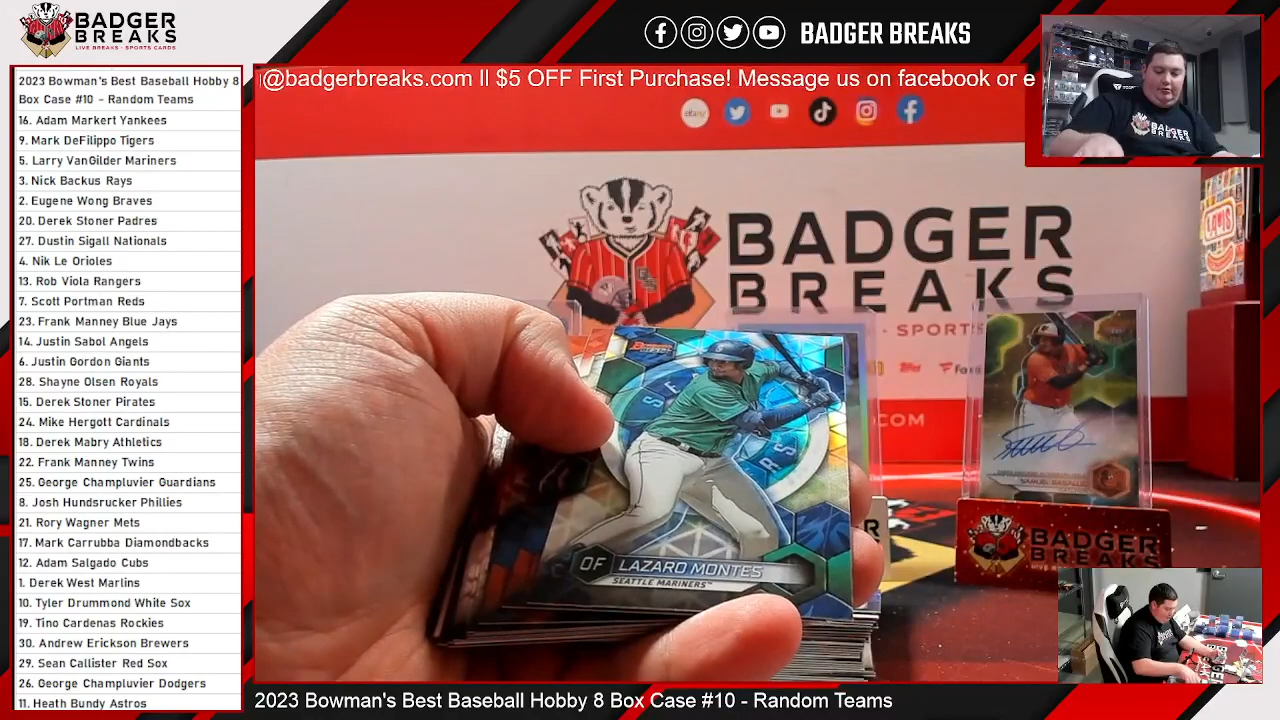 BADGER
BREAKS
LIVE BREAKS • SPORTS CARDS
BADGER BREAKS
@badgerbreaks.com ll $5 OFF First Purchase! Message us on facebook or e
2023 Bowman's Best Baseball Hobby 8
Box Case #10 - Random Teams
16. Adam Markert Yankees
9. Mark DeFilippo Tigers
5. Larry VanGilder Mariners
3. Nick Backus Rays
2. Eugene Wong Braves
20. Derek Stoner Padres
27. Dustin Sigall Nationals
4. Nik Le Orioles
13. Rob Viola Rangers
7. Scott Portman Reds
23. Frank Manney Blue Jays
14. Justin Sabol Angels
6. Justin Gordon Giants
28. Shayne Olsen Royals
15. Derek Stoner Pirates
24. Mike Hergott Cardinals
18. Derek Mabry Athletics
22. Frank Manney Twins
25. George Champluvier Guardians
8. Josh Hundsrucker Phillies
21. Rory Wagner Mets
17. Mark Carrubba Diamondbacks
12. Adam Salgado Cubs
1. Derek West Marlins
10. Tyler Drummond White Sox
19. Tino Cardenas Rockies
30. Andrew Erickson Brewers
29. Sean Callister Red Sox
26. George Champluvier Dodgers
11. Heath Bundy Astros
ebay
BADGER
BREAKS
• SPORTS
.COM
OF LAZARO MONTES
SEATTLE MARINERS™
SAMUEL BASALLO
BADGER
BREAKS
BADGER
BREAKS
2023 Bowman's Best Baseball Hobby 8 Box Case #10 - Random Teams